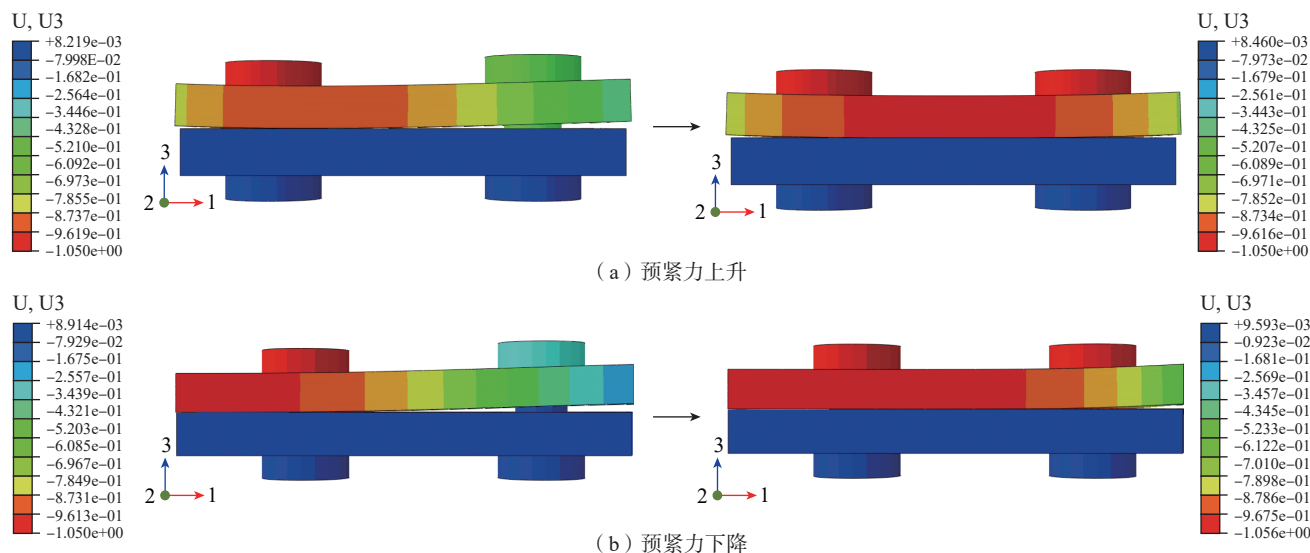 U, U3
+8.219e−03
−7.998E−02
−1.682e−01
−2.564e−01
−3.446e−01
−4.328e−01
−5.210e−01
−6.092e−01
−6.973e−01
−7.855e−01
−8.737e−01
−9.619e−01
−1.050e+00
3
2
1
U, U3
+8.460e−03
−7.973e−02
−1.679e−01
−2.561e−01
−3.443e−01
−4.325e−01
−5.207e−01
−6.089e−01
−6.971e−01
−7.852e−01
−8.734e−01
−9.616e−01
−1.050e+00
3
2
1
（a）预紧力上升
U, U3
+8.914e−03
−7.929e−02
−1.675e−01
−2.557e−01
−3.439e−01
−4.321e−01
−5.203e−01
−6.085e−01
−6.967e−01
−7.849e−01
−8.731e−01
−9.613e−01
−1.050e+00
3
2
1
U, U3
+9.593e−03
−0.923e−02
−1.681e−01
−2.569e−01
−3.457e−01
−4.345e−01
−5.233e−01
−6.122e−01
−7.010e−01
−7.898e−01
−8.786e−01
−9.675e−01
−1.056e+00
3
2
1
（b）预紧力下降